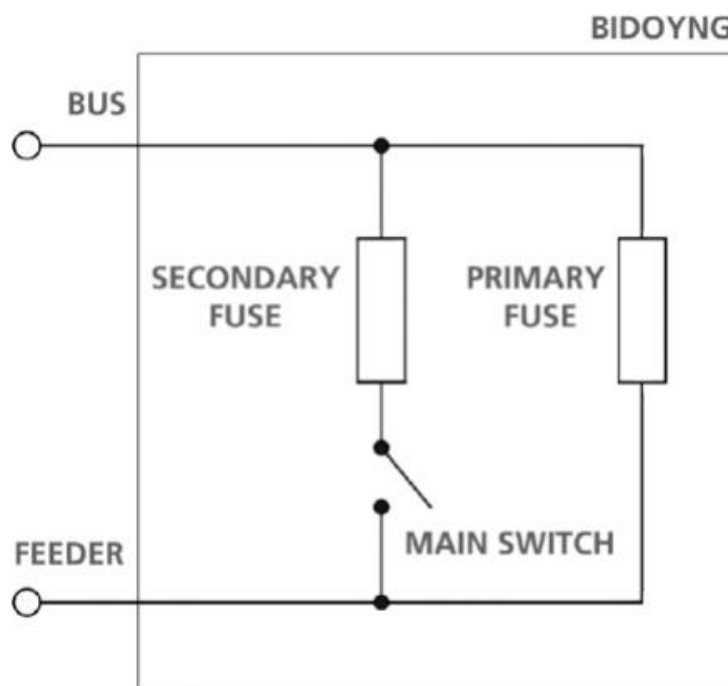 BIDOYNG
BUS
SECONDARY
FUSE
PRIMARY
FUSE
MAIN SWITCH
FEEDER